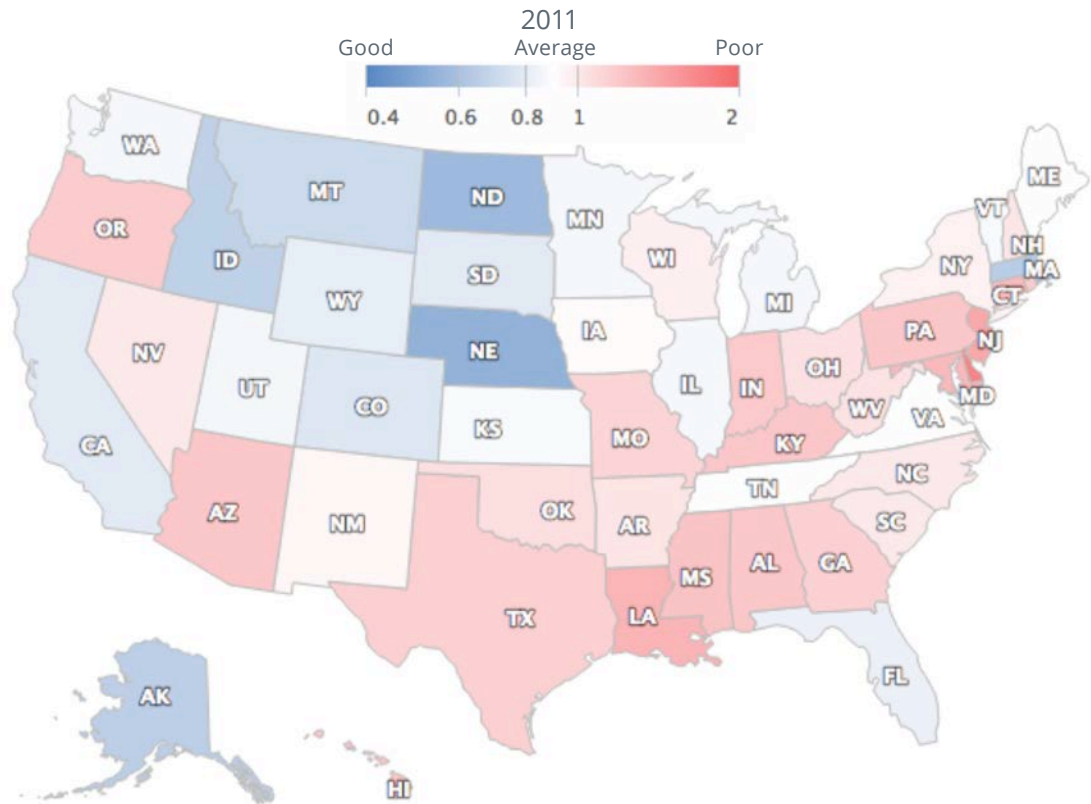 2011
Good Average Poor
0.4 0.6 0.8 1 2
WA
ME
MT
ND
VT
OR
MN
NH
ID
WI
NY
MA
SD
CT
WY
MI
IA
PA
NJ
NV
NE
OH
UT
IL
IN
MD
CO
WV
VA
KS
CA
MO
KY
NC
TN
AZ
OK
SC
NM
AR
AL
GA
MS
TX
LA
FL
AK
HI